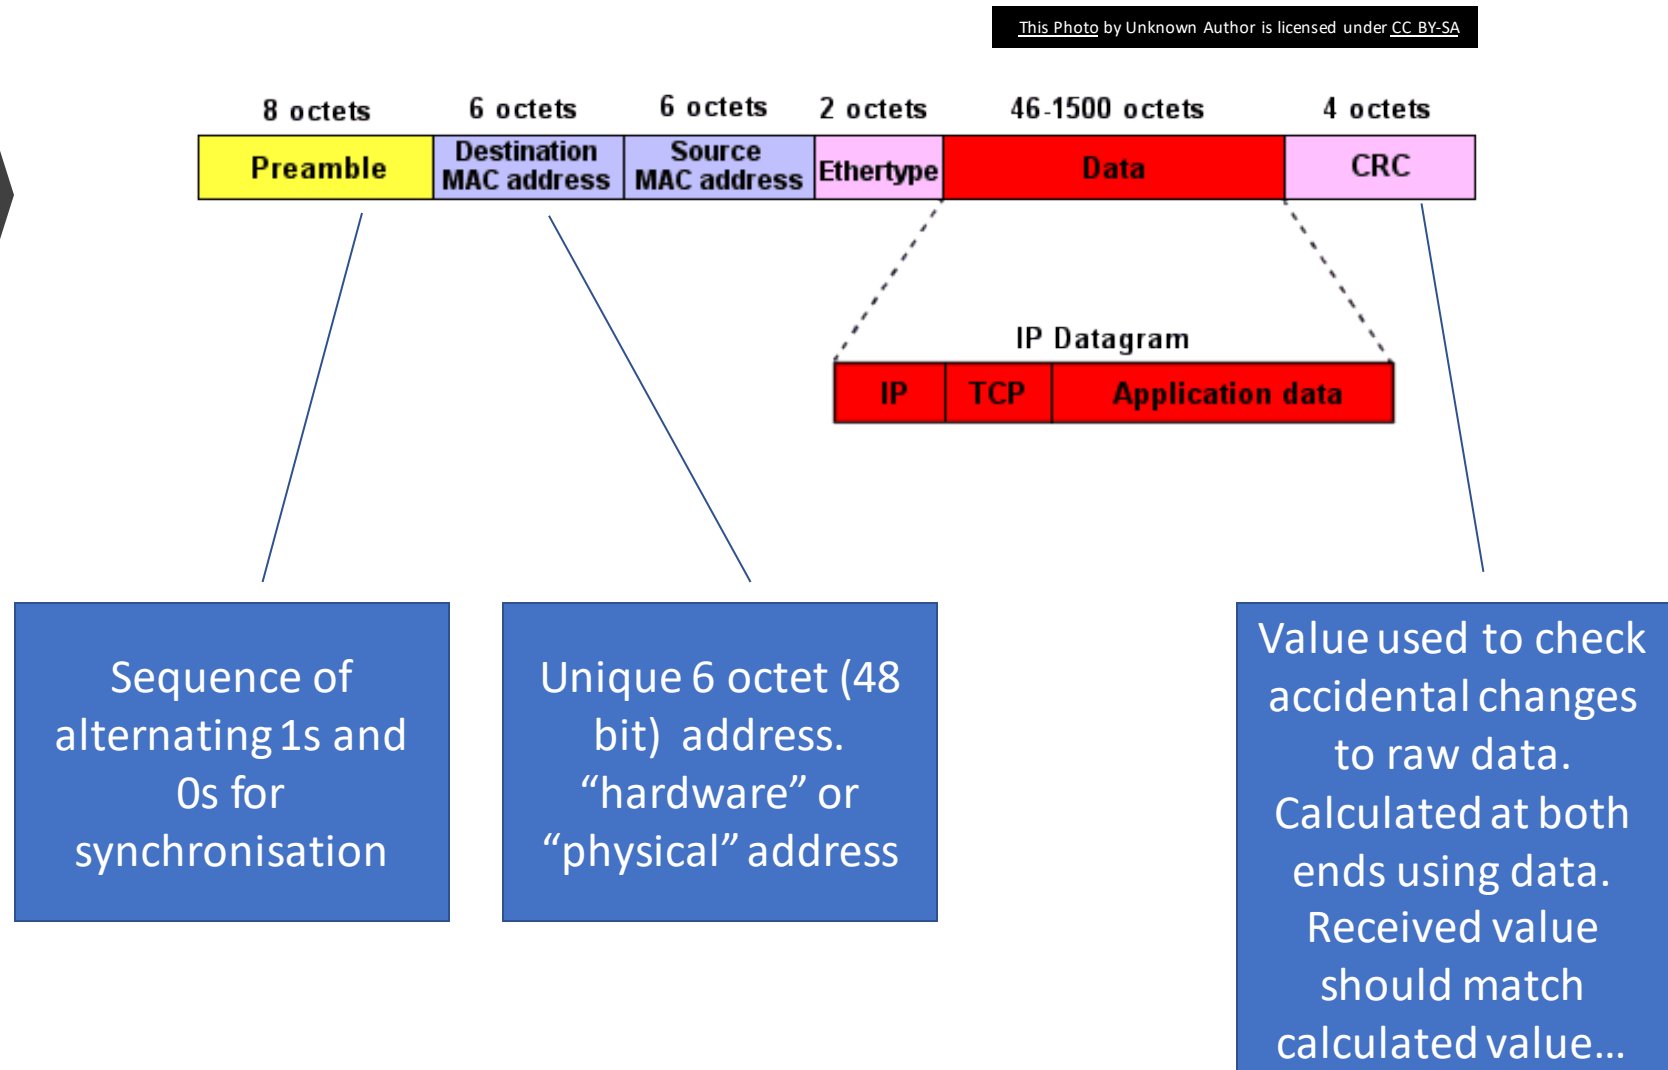 This Photo by Unknown Author is licensed under CC BY-SA
8 octets 6 octets 6 octets 2 octets 46-1500 octets 4 octets
Preamble
Destination
MAC address
Source
MAC address
Ethertype
Data
CRC
IP Datagram
IP TCP Application data
Sequence of
alternating 1s and
0s for
synchronisation
Unique 6 octet (48
bit) address.
“hardware” or
“physical” address
Value used to check
accidental changes
to raw data.
Calculated at both
ends using data.
Received value
should match
calculated value...